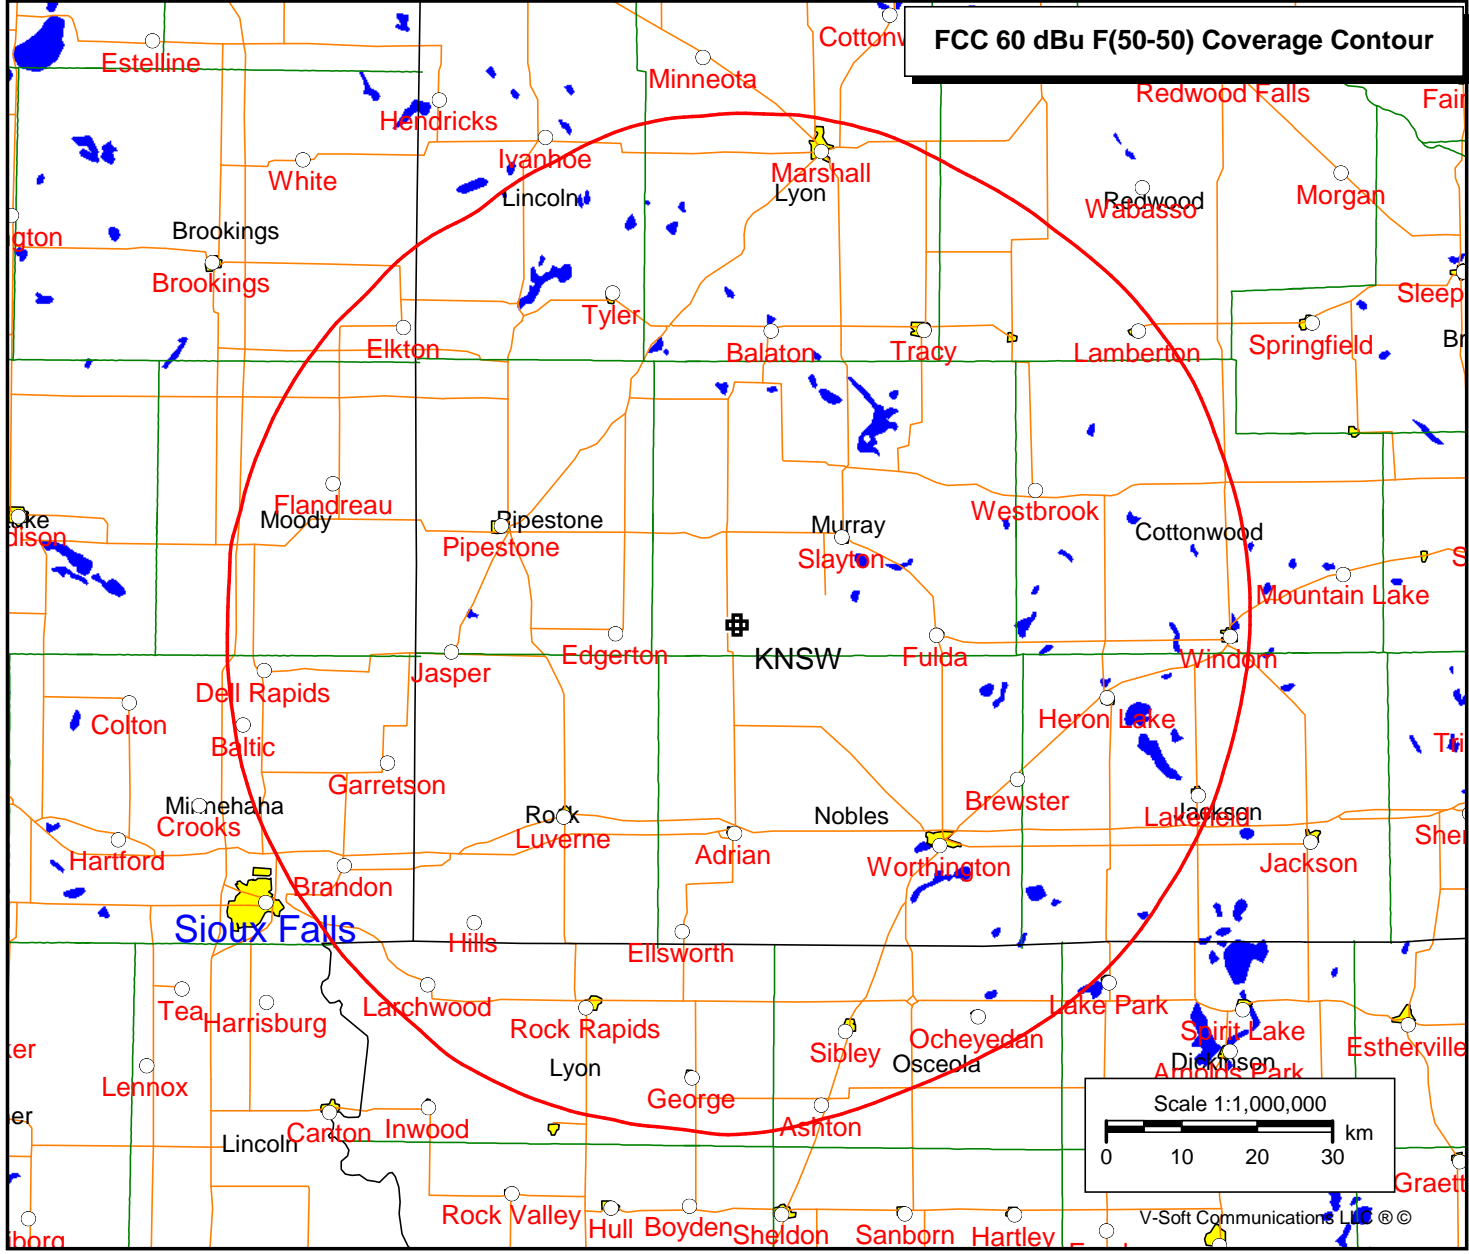 FCC 60 dBu F(50-50) Coverage Contour
Estelline
Minneota
Redwood Falls
Hendricks
Ivanhoe
White
Marshall
Lincoln
Lyon
Redwood
Wabasso
Morgan
Brookings
Brookings
Tyler
Elkton
Balaton
Tracy
Lamberton
Springfield
Flandreau
Moody
Pipestone
Pipestone
Murray
Slayton
Westbrook
Cottonwood
Mountain Lake
Edgerton
KNSW
Fulda
Windom
Jasper
Dell Rapids
Colton
Baltic
Heron Lake
Garretson
Minnehaha
Crooks
Rock
Luverne
Nobles
Brewster
Lakefield
Jackson
Hartford
Adrian
Worthington
Jackson
Brandon
Sioux Falls
Hills
Ellsworth
Tea
Harrisburg
Larchwood
Rock Rapids
Lake Park
Sibley
Ocheyedan
Spirit Lake
Estherville
Lyon
Osceola
Dickinson
Arnolds Park
Lennox
George
Ashton
Lincoln
Canton
Inwood
Scale 1:1,000,000
km
0 10 20 30
Rock Valley
Hull
Boyden
Sheldon
Sanborn
Hartley
V-Soft Communications LLC ® ©